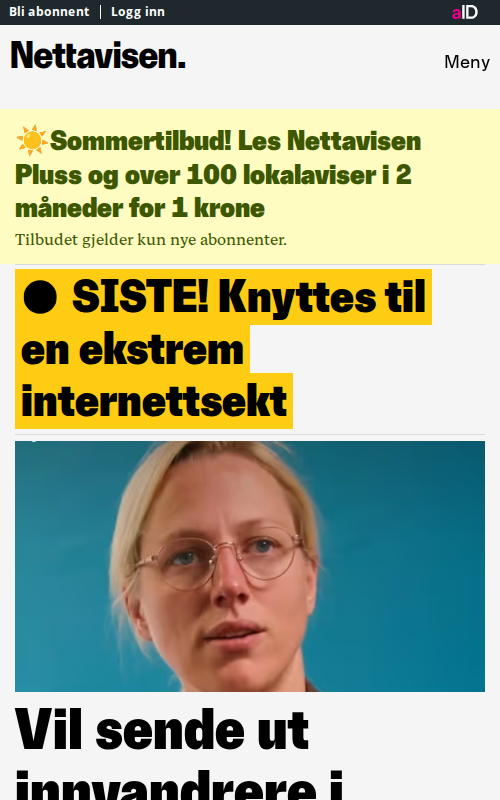 Bli abonnent
Logg inn
aID
Nettavisen.
Meny
Sommertilbud! Les Nettavisen
Pluss og over 100 lokalaviser i 2
måneder for 1 krone
Tilbudet gjelder kun nye abonnenter.
SISTE! Knyttes til
en ekstrem
internettsekt
Vil sende ut
innvandrere i